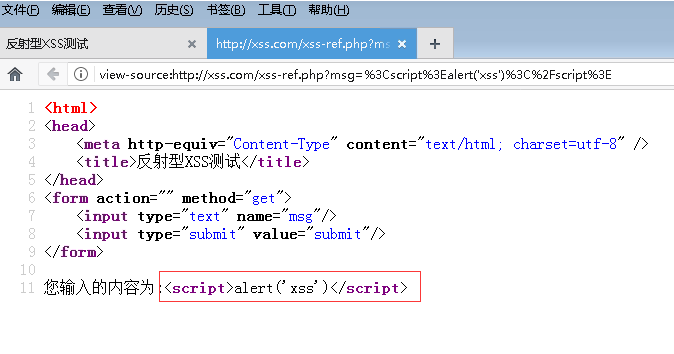 文件(F) 编辑(E) 查看(V) 历史(S) 书签(B) 工具(T) 帮助(H)
反射型XSS测试 × http://xss.com/xss-ref.php?ms × +
view-source:http://xss.com/xss-ref.php?msg=%3Cscript%3Ealert('xss')%3C%2Fscript%3E
1 <html>
2 <head>
3 <meta http-equiv="Content-Type" content="text/html; charset=utf-8" />
4 <title>反射型XSS测试</title>
5 </head>
6 <form action="" method="get">
7 <input type="text" name="msg"/>
8 <input type="submit" value="submit"/>
9 </form>
10
11 您输入的内容为:<script>alert('xss')</script>